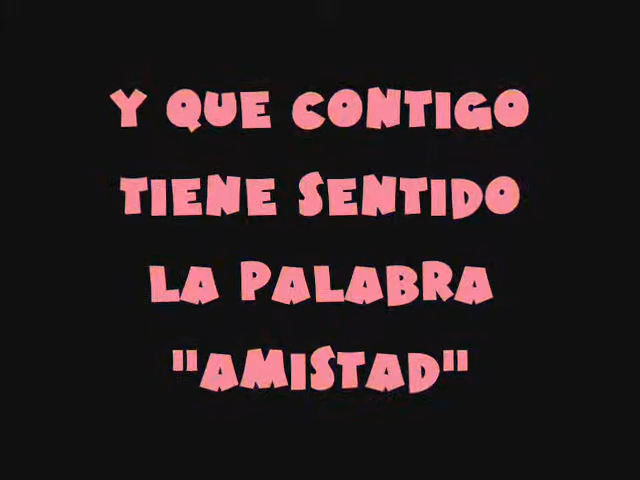 Y QUE CONTIGO
TIENE SENTIDO
LA PALABRA
"AMISTAD"